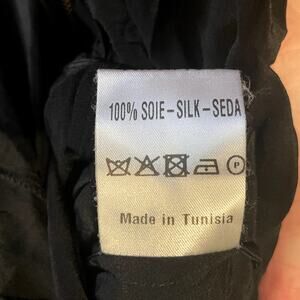 100% SOIE-SILK-SEDA
P
Made in Tunisia